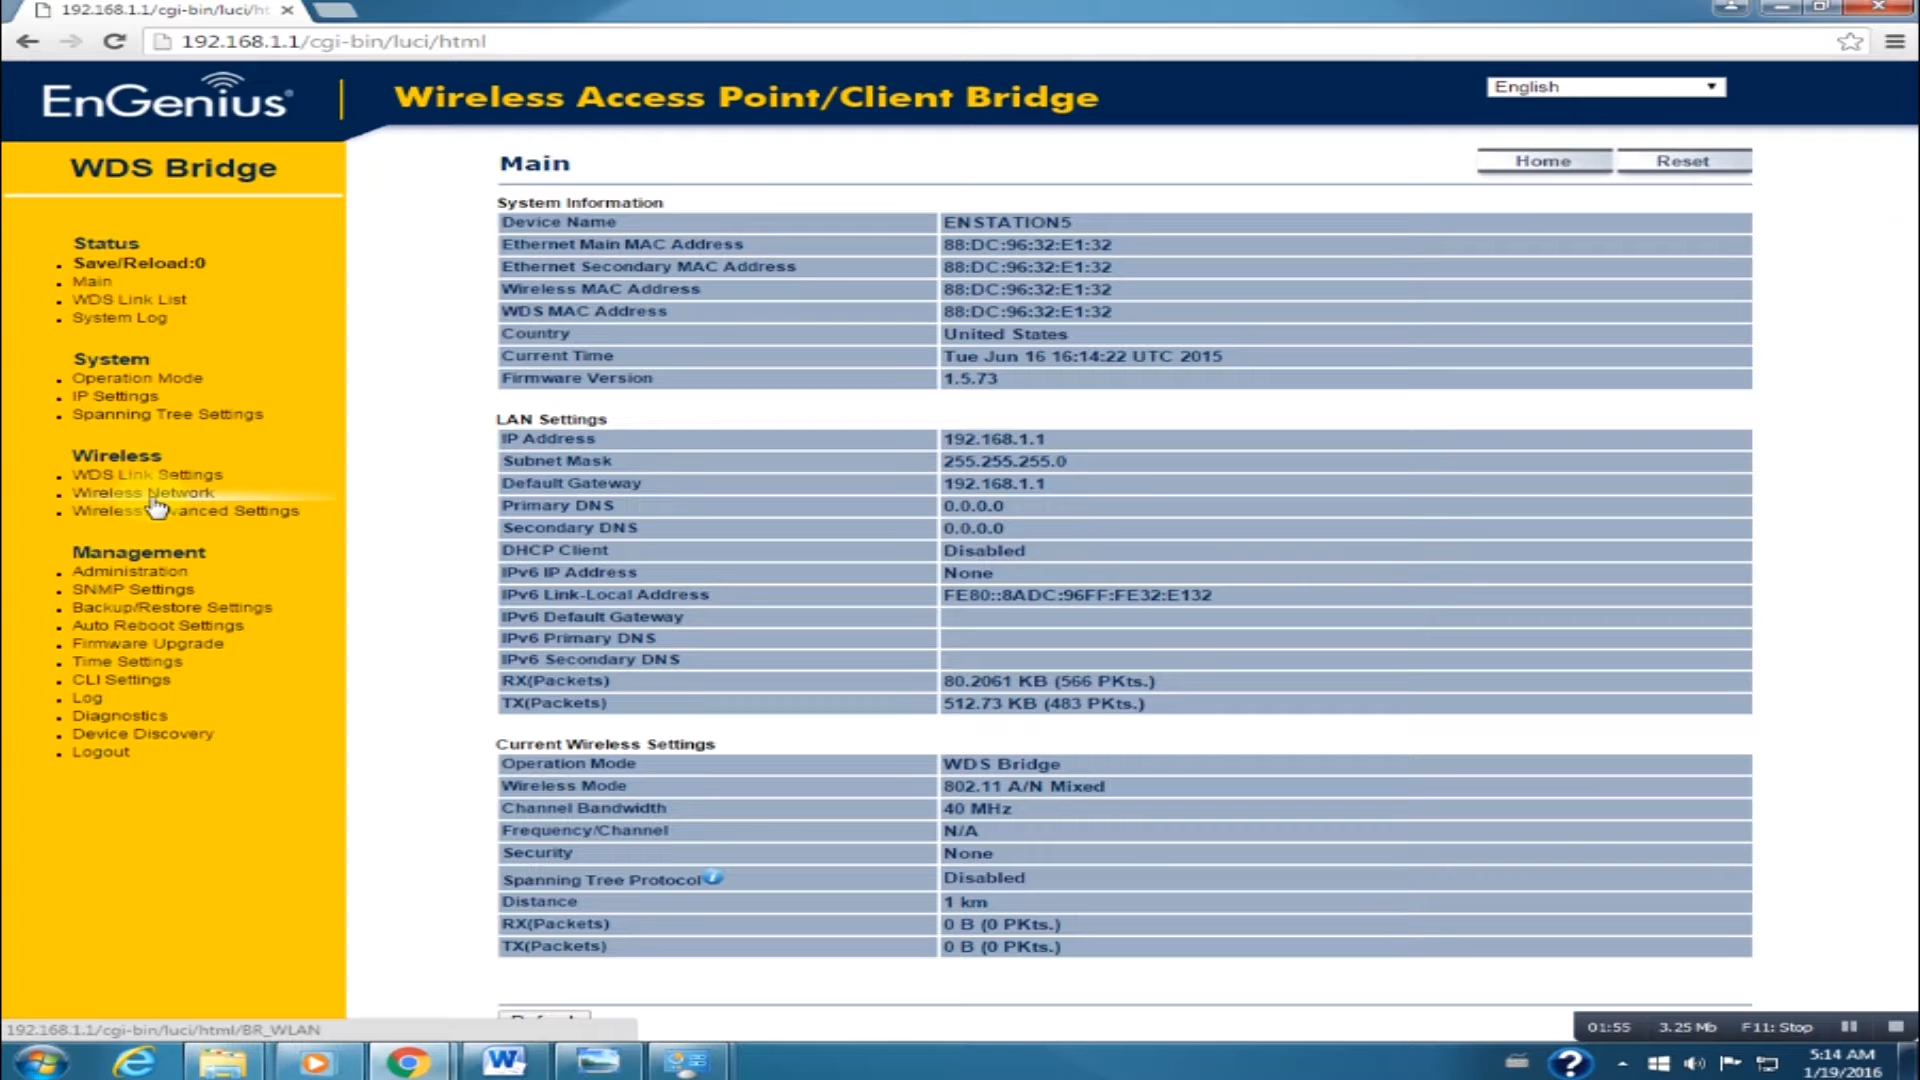 192.168.1.1/cgi-bin/luci/ht
192.168.1.1/cgi-bin/luci/html
EnGenius
Wireless Access Point/Client Bridge
English
WDS Bridge
Status
Save/Reload:0
Main
WDS Link List
System Log
System
Operation Mode
IP Settings
Spanning Tree Settings
Wireless
WDS Link Settings
Wireless Network
Wireless Advanced Settings
Management
Administration
SNMP Settings
Backup/Restore Settings
Auto Reboot Settings
Firmware Upgrade
Time Settings
CLI Settings
Log
Diagnostics
Device Discovery
Logout
Main
Home Reset
System Information
Device Name ENSTATION5
Ethernet Main MAC Address 88:DC:96:32:E1:32
Ethernet Secondary MAC Address 88:DC:96:32:E1:32
Wireless MAC Address 88:DC:96:32:E1:32
WDS MAC Address 88:DC:96:32:E1:32
Country United States
Current Time Tue Jun 16 16:14:22 UTC 2015
Firmware Version 1.5.73
LAN Settings
IP Address 192.168.1.1
Subnet Mask 255.255.255.0
Default Gateway 192.168.1.1
Primary DNS 0.0.0.0
Secondary DNS 0.0.0.0
DHCP Client Disabled
IPv6 IP Address None
IPv6 Link-Local Address FE80::8ADC:96FF:FE32:E132
IPv6 Default Gateway
IPv6 Primary DNS
IPv6 Secondary DNS
RX(Packets) 80.2061 KB (566 PKts.)
TX(Packets) 512.73 KB (483 PKts.)
Current Wireless Settings
Operation Mode WDS Bridge
Wireless Mode 802.11 A/N Mixed
Channel Bandwidth 40 MHz
Frequency/Channel N/A
Security None
Spanning Tree Protocol Disabled
Distance 1 km
RX(Packets) 0 B (0 PKts.)
TX(Packets) 0 B (0 PKts.)
192.168.1.1/cgi-bin/luci/html/BR_WLAN
01:55 3.25 Mb F11: Stop
5:14 AM
1/19/2016